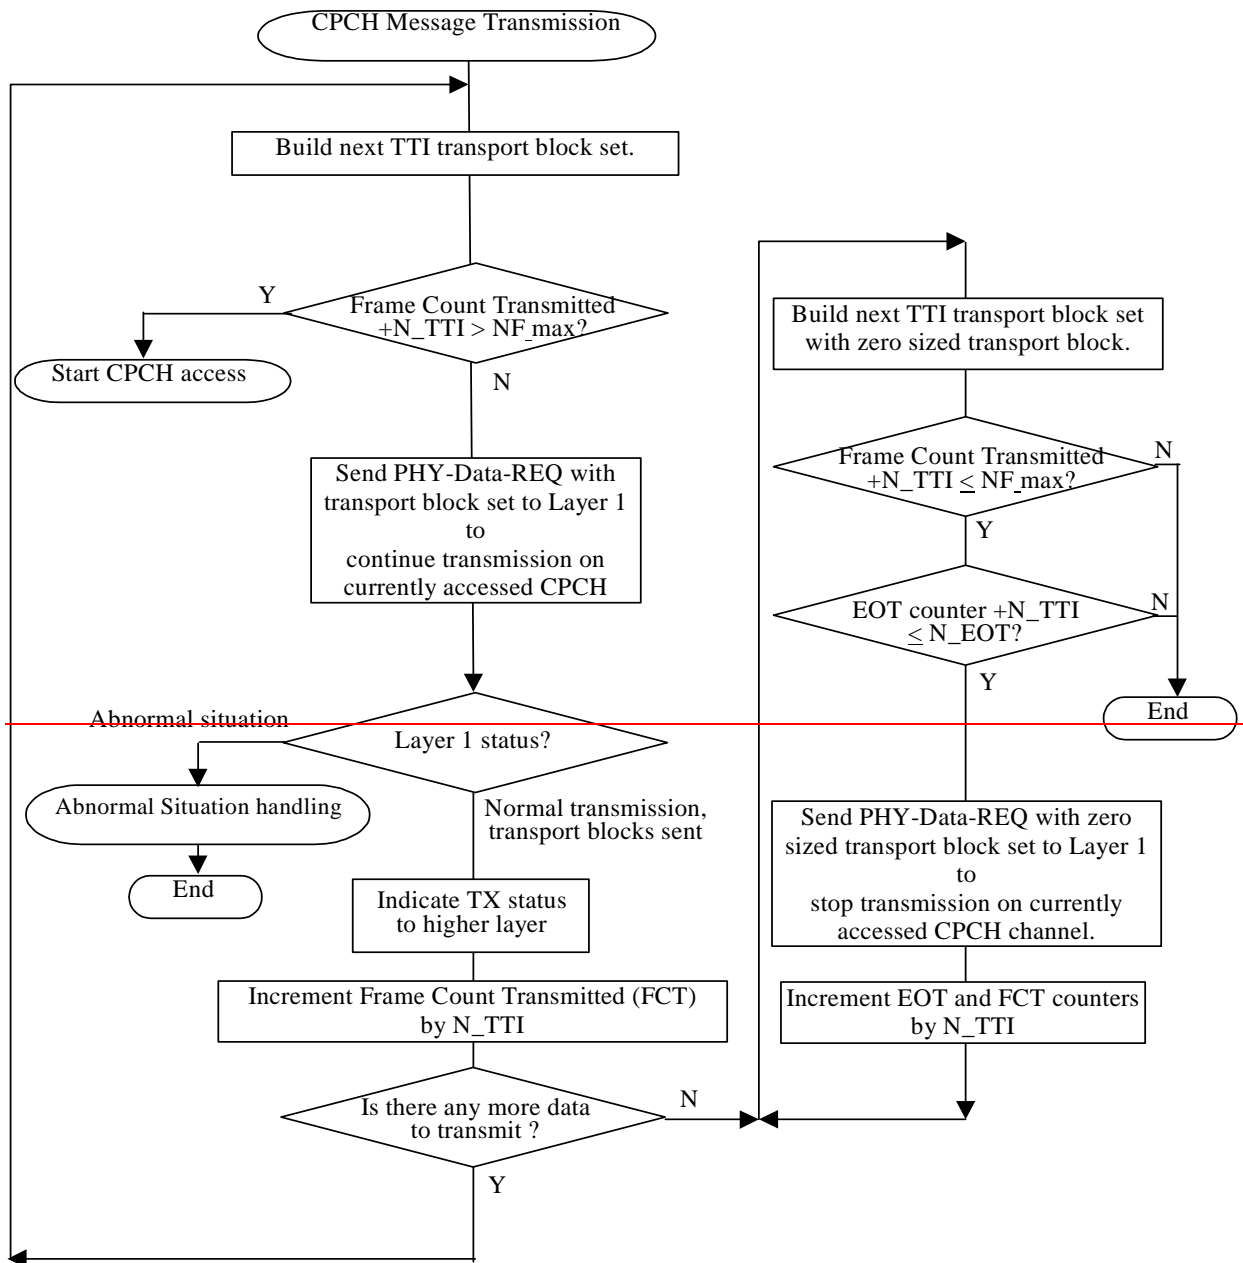 CPCH Message Transmission
Build next TTI transport block set.
Y
Frame Count Transmitted
+N_TTI > NF_max?
Start CPCH access
N
Send PHY-Data-REQ with
transport block set to Layer 1
to
continue transmission on
currently accessed CPCH
Abnormal situation
Layer 1 status?
Abnormal Situation handling
End
Normal transmission,
transport blocks sent
Indicate TX status
to higher layer
Increment Frame Count Transmitted (FCT)
by N_TTI
Is there any more data
to transmit ?
N
Y
Build next TTI transport block set
with zero sized transport block.
Frame Count Transmitted
+N_TTI ≤ NF_max?
N
Y
EOT counter +N_TTI
≤ N_EOT?
N
Y
End
Send PHY-Data-REQ with zero
sized transport block set to Layer 1
to
stop transmission on currently
accessed CPCH channel.
Increment EOT and FCT counters
by N_TTI